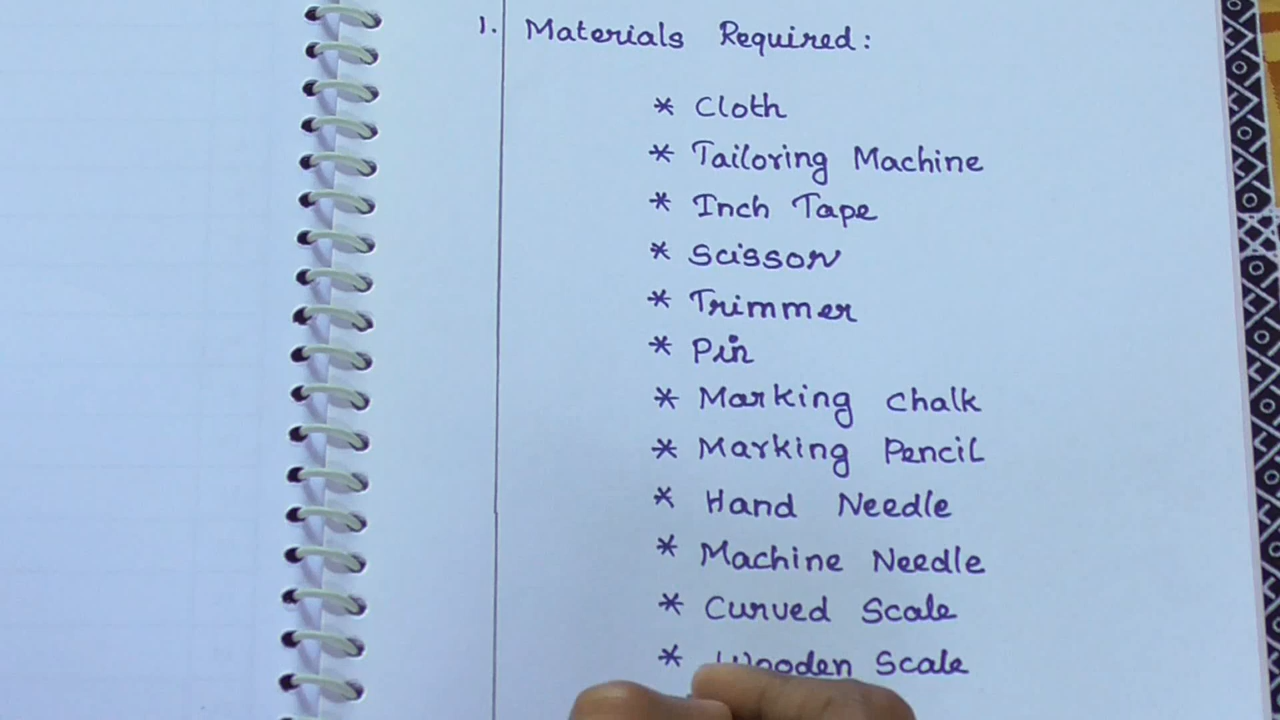 1. Materials Required:
* Cloth
* Tailoring Machine
* Inch Tape
* Scissor
* Trimmer
* Pin
* Marking chalk
* Marking Pencil
* Hand Needle
* Machine Needle
* Curved Scale
* Wooden Scale